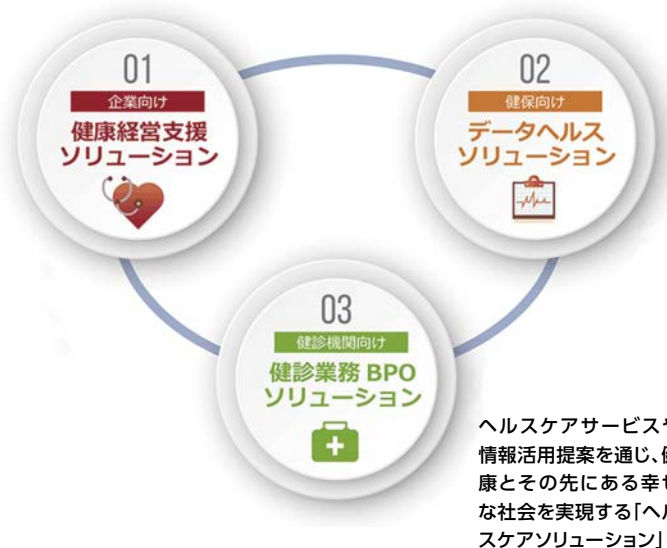 01
企業向け
健康経営支援
ソリューション
02
健保向け
データヘルス
ソリューション
03
健診機関向け
健診業務 BPO
ソリューション
ヘルスケアサービスや
情報活用提案を通じ、健
康とその先にある幸せ
な社会を実現する「ヘル
スケアソリューション」